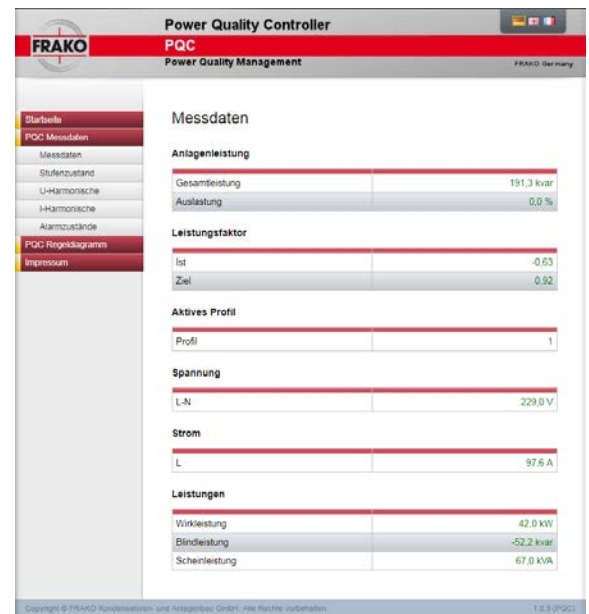 Power Quality Controller
FRAKO
PQC
Power Quality Management
FRAKO Germany
Startseite
PQC Messdaten
Messdaten
Stufenzustand
U-Harmonische
I-Harmonische
Alarmzustände
PQC Regeldiagramm
Impressum
Messdaten
Anlagenleistung
Gesamtleistung 191,3 kvar
Auslastung 0,0 %
Leistungsfaktor
Ist -0,63
Ziel 0,92
Aktives Profil
Profil 1
Spannung
L-N 229,0 V
Strom
L 97,6 A
Leistungen
Wirkleistung 42,0 kW
Blindleistung -52,2 kvar
Scheinleistung 67,0 kVA
Copyright © FRAKO Kondensatoren- und Anlagenbau GmbH. Alle Rechte vorbehalten. (PQC)